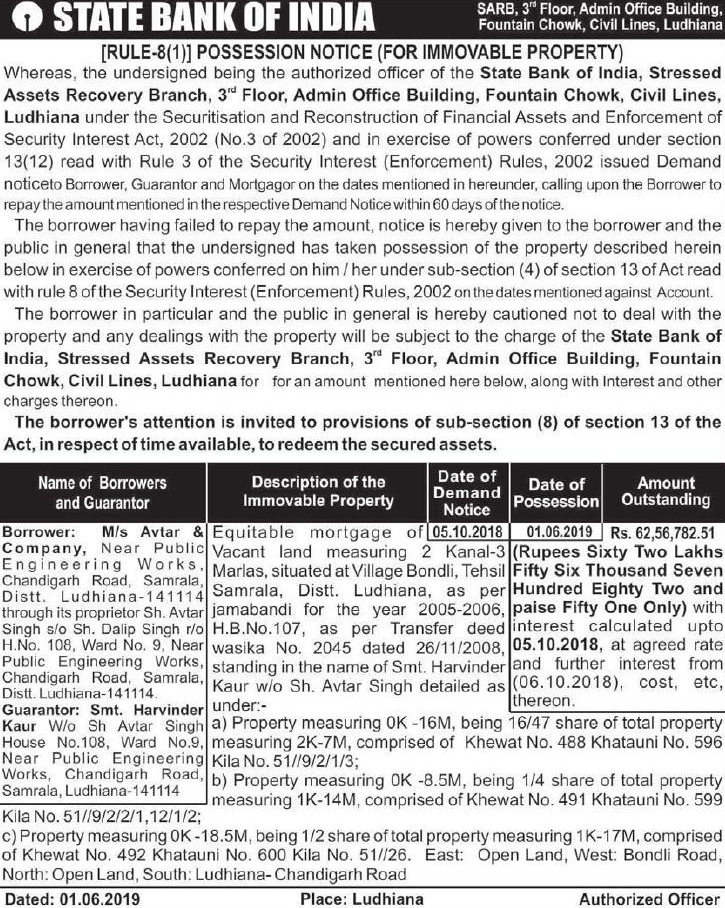 STATE BANK OF INDIA
SARB, 3rd Floor, Admin Office Building,
Fountain Chowk, Civil Lines, Ludhiana
[RULE-8(1)] POSSESSION NOTICE (FOR IMMOVABLE PROPERTY)
Whereas, the undersigned being the authorized officer of the State Bank of India, Stressed
Assets Recovery Branch, 3rd Floor, Admin Office Building, Fountain Chowk, Civil Lines,
Ludhiana under the Securitisation and Reconstruction of Financial Assets and Enforcement of
Security Interest Act, 2002 (No.3 of 2002) and in exercise of powers conferred under section
13(12) read with Rule 3 of the Security Interest (Enforcement) Rules, 2002 issued Demand
noticeto Borrower, Guarantor and Mortgagor on the dates mentioned in hereunder, calling upon the Borrower to
repay the amount mentioned in the respective Demand Notice within 60 days of the notice.
The borrower having failed to repay the amount, notice is hereby given to the borrower and the
public in general that the undersigned has taken possession of the property described herein
below in exercise of powers conferred on him / her under sub-section (4) of section 13 of Act read
with rule 8 of the Security Interest (Enforcement) Rules, 2002 on the dates mentioned against Account.
The borrower in particular and the public in general is hereby cautioned not to deal with the
property and any dealings with the property will be subject to the charge of the State Bank of
India, Stressed Assets Recovery Branch, 3rd Floor, Admin Office Building, Fountain
Chowk, Civil Lines, Ludhiana for for an amount mentioned here below, along with Interest and other
charges thereon.
The borrower's attention is invited to provisions of sub-section (8) of section 13 of the
Act, in respect of time available, to redeem the secured assets.
Name of Borrowers
and Guarantor
Description of the
Immovable Property
Date of
Demand
Notice
Date of
Possession
Amount
Outstanding
Borrower: M/s Avtar &
Company, Near Public
Engineering Works,
Chandigarh Road, Samrala,
Distt. Ludhiana-141114
through its proprietor Sh. Avtar
Singh s/o Sh. Dalip Singh r/o
H.No. 108, Ward No. 9, Near
Public Engineering Works,
Chandigarh Road, Samrala,
Distt. Ludhiana-141114.
Guarantor: Smt. Harvinder
Kaur W/o Sh Avtar Singh
House No.108, Ward No.9,
Near Public Engineering
Works, Chandigarh Road,
Samrala, Ludhiana-141114
Equitable mortgage of
Vacant land measuring 2 Kanal-3
Marlas, situated at Village Bondli, Tehsil
Samrala, Distt. Ludhiana, as per
jamabandi for the year 2005-2006,
H.B.No.107, as per Transfer deed
wasika No. 2045 dated 26/11/2008,
standing in the name of Smt. Harvinder
Kaur w/o Sh. Avtar Singh detailed as
under:-
05.10.2018
01.06.2019
Rs. 62,56,782.51
(Rupees Sixty Two Lakhs
Fifty Six Thousand Seven
Hundred Eighty Two and
paise Fifty One Only) with
interest calculated upto
05.10.2018, at agreed rate
and further interest from
(06.10.2018), cost, etc,
thereon.
a) Property measuring 0K -16M, being 16/47 share of total property
measuring 2K-7M, comprised of Khewat No. 488 Khatauni No. 596
Kila No. 51//9/2/1/3;
b) Property measuring 0K -8.5M, being 1/4 share of total property
measuring 1K-14M, comprised of Khewat No. 491 Khatauni No. 599
Kila No. 51//9/2/2/1,12/1/2;
c) Property measuring 0K -18.5M, being 1/2 share of total property measuring 1K-17M, comprised
of Khewat No. 492 Khatauni No. 600 Kila No. 51//26. East: Open Land, West: Bondli Road,
North: Open Land, South: Ludhiana- Chandigarh Road
Dated: 01.06.2019 Place: Ludhiana Authorized Officer